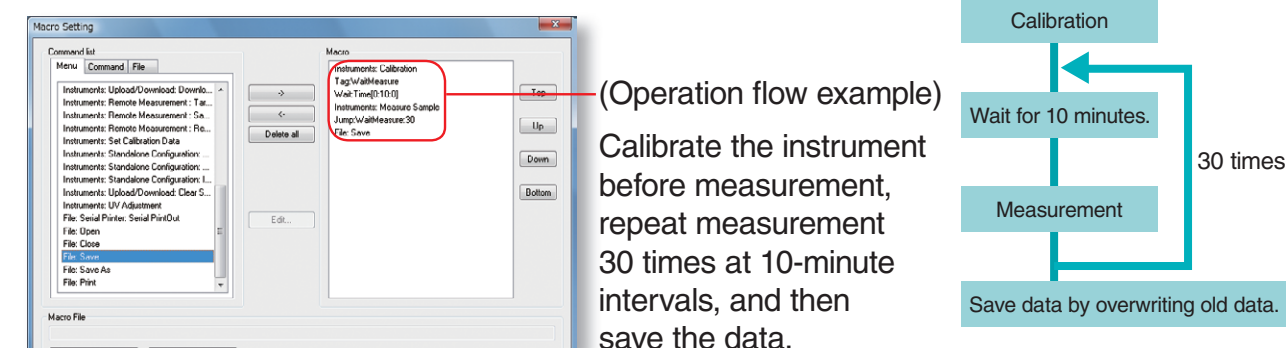 Macro Setting
Command list
Menu Command File
Instruments: Upload/Download: Downlo...
Instruments: Remote Measurement : Tar...
Instruments: Remote Measurement : Sa...
Instruments: Remote Measurement : Re...
Instruments: Set Calibration Data
Instruments: Standalone Configuration: ...
Instruments: Standalone Configuration: ...
Instruments: Standalone Configuration: I...
Instruments: Upload/Download: Clear S...
Instruments: UV Adjustment
File: Serial Printer: Serial PrintOut
File: Open
File: Close
File: Save
File: Save As
File: Print
->
<-
Delete all
Edit...
Macro
Instruments: Calibration
Tag:WaitMeasure
Wait:Time[0:10:0]
Instruments: Measure Sample
Jump:WaitMeasure:30
File: Save
Top
Up
Down
Bottom
Macro File
(Operation flow example)
Calibrate the instrument
before measurement,
repeat measurement
30 times at 10-minute
intervals, and then
save the data.
Calibration
Wait for 10 minutes.
30 times
Measurement
Save data by overwriting old data.